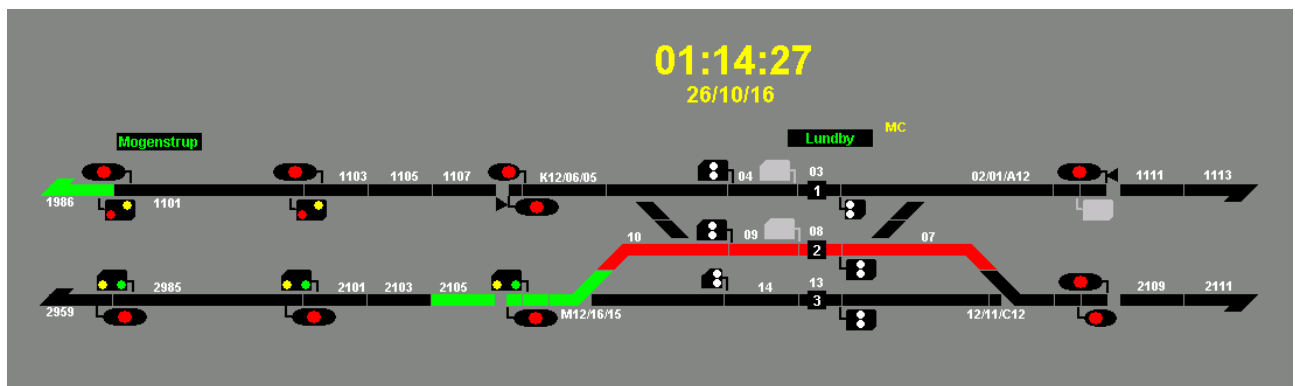 01:14:27
26/10/16
Mogenstrup
Lundby
MC
1103 1105 1107 K12/06/05 04 03 02/01/A12 1111 1113
1
1986 1101
10 09 08 07
2
2985 2101 2103 2105 14 13 2109 2111
3
2959 M12/16/15 12/11/C12